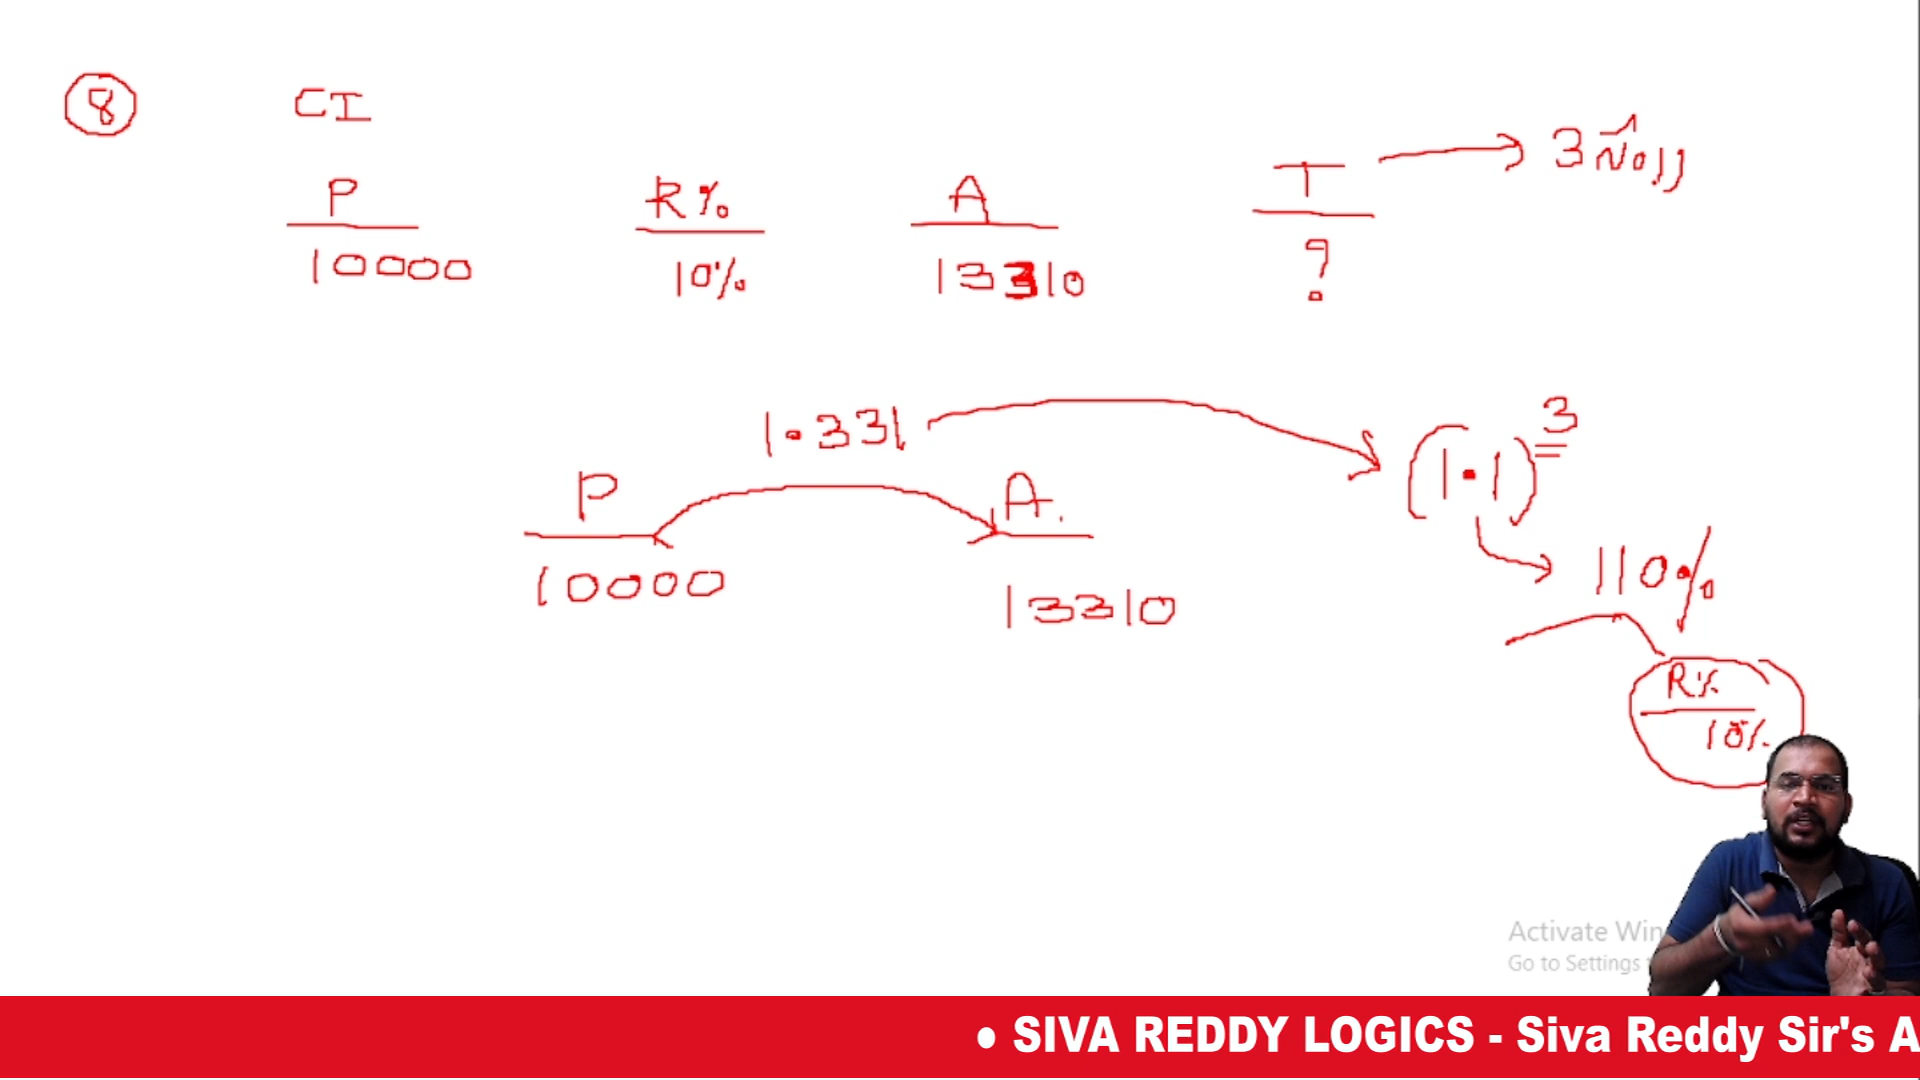 8 CI
P R% A T → 3 సం॥
10000 10% 13310 ?
1.331 (1.1)3
P A.
110%
10000 13310
R%
10%
Activate Win
Go to Settings
• SIVA REDDY LOGICS - Siva Reddy Sir's A